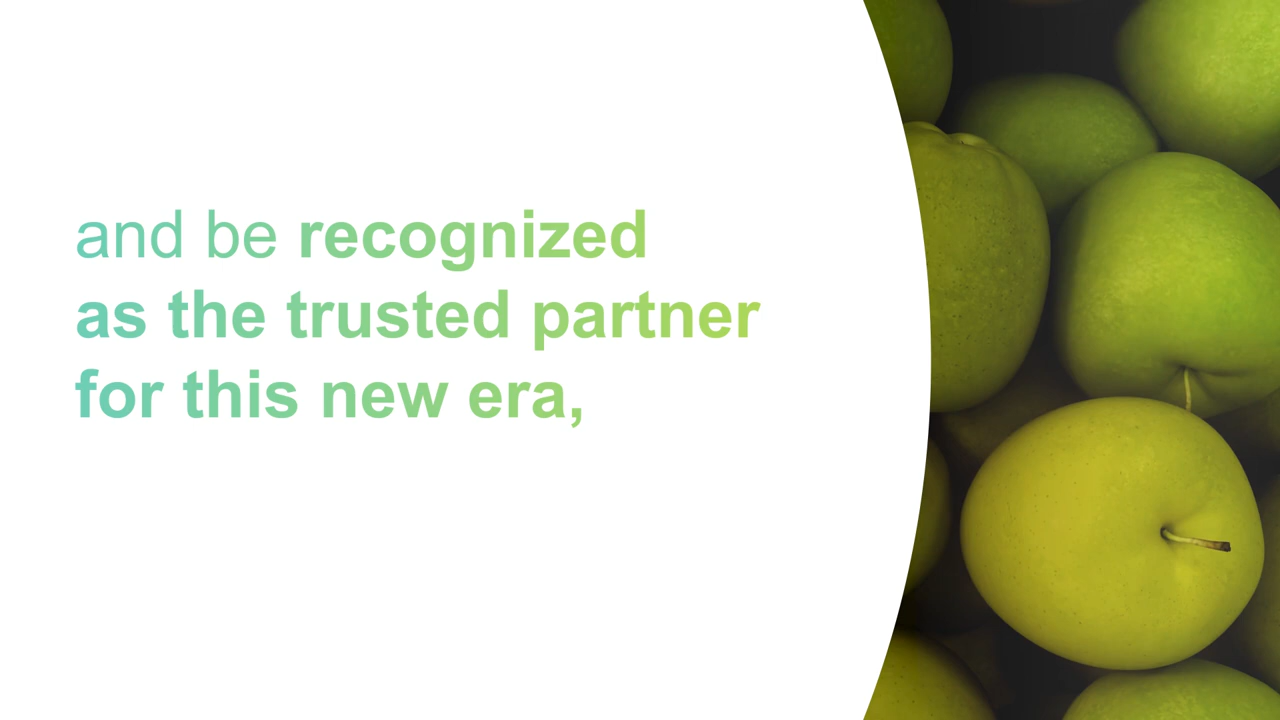 and be recognized
as the trusted partner
for this new era,